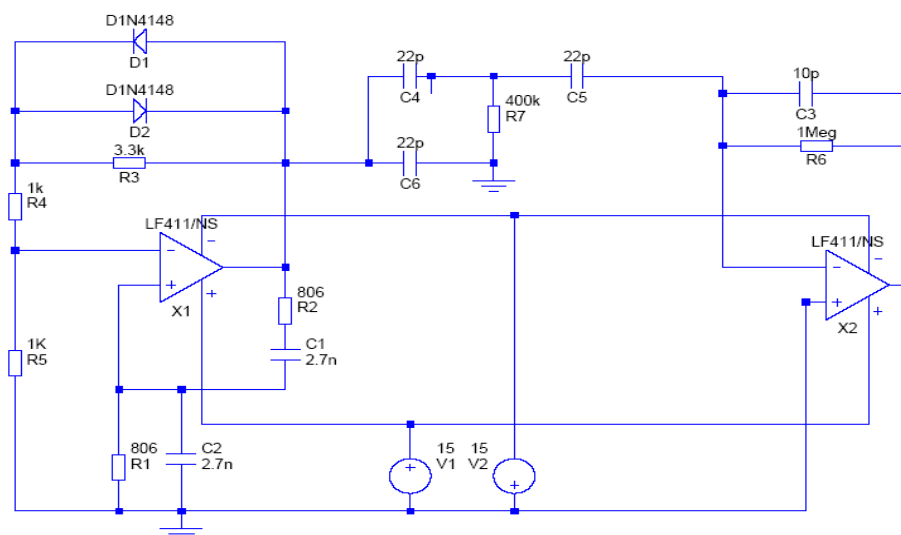 D1N4148
D1
D1N4148
D2
3.3k
R3
1k
R4
LF411/NS
−
+
−
+
X1
806
R2
C1
2.7n
1K
R5
806
R1
C2
2.7n
22p
C4
22p
C6
400k
R7
22p
C5
10p
C3
1Meg
R6
LF411/NS
−
+
−
+
X2
15
V1
+
15
V2
+